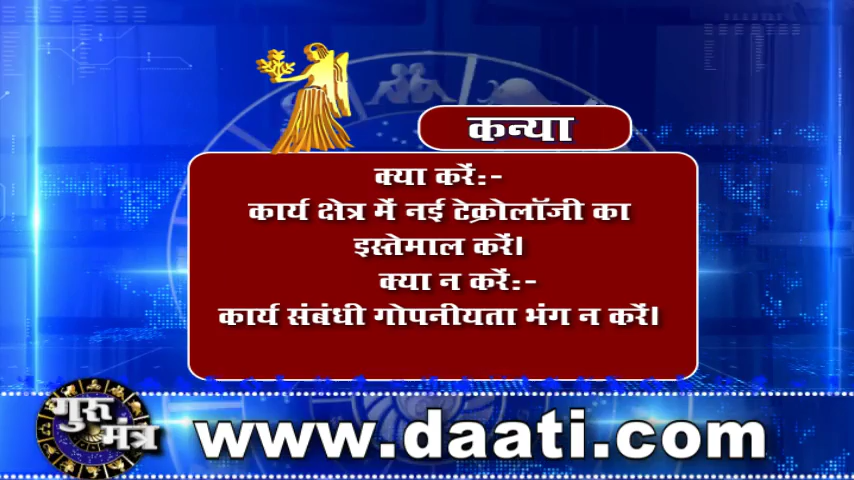 कन्या
क्या करें:-
कार्य क्षेत्र में नई टेक्रोलॉजी का
इस्तेमाल करें।
क्या न करें:-
कार्य संबंधी गोपनीयता भंग न करें।
गुरू
मंत्र
www.daati.com